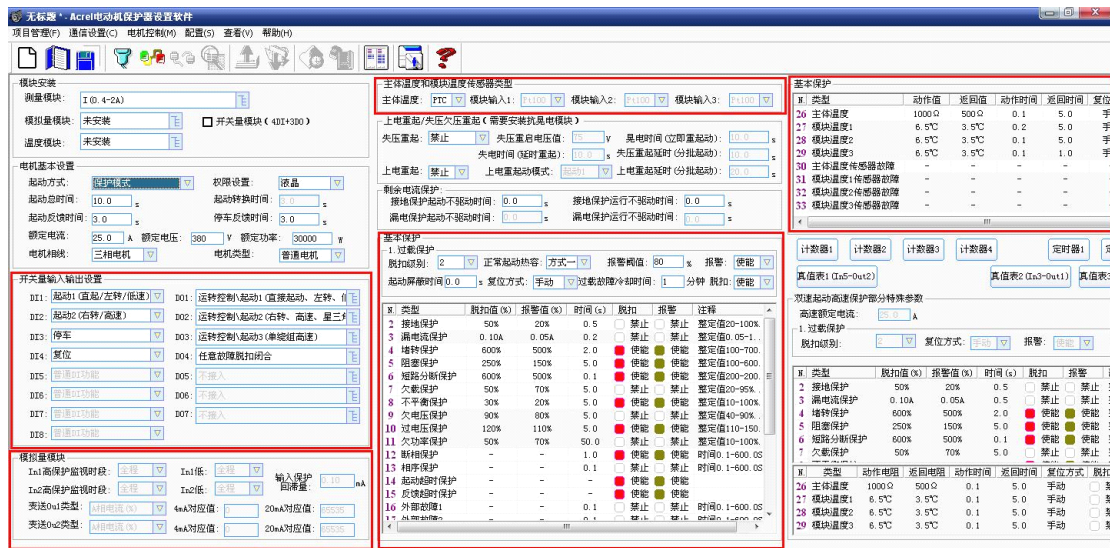 无标题 * - Acrel电动机保护器设置软件
项目管理(F) 通信设置(C) 电机控制(M) 配置(S) 查看(V) 帮助(H)
模块安装
测量模块: I(0.4-2A)
模拟量模块: 未安装 开关量模块(4DI+3DO)
温度模块: 未安装
电机基本设置
起动方式: 保护模式 权限设置: 液晶
起动总时间: 10.0 s 起动转换时间: s
起动反馈时间: 3.0 s 停车反馈时间: 3.0 s
额定电流: 25.0 A 额定电压: 380 V 额定功率: 30000 W
电机相线: 三相电机 电机类型: 普通电机
开关量输入输出设置
DI1: 起动1(直起/左转/低速) DO1: 运转控制\起动1(直接起动、左转、
DI2: 起动2(右转/高速) DO2: 运转控制\起动2(右转、高速、星三角
DI3: 停车 DO3: 运转控制\起动3(单绕组高速)
DI4: 复位 DO4: 任意故障脱扣闭合
DI5: 普通DI功能 DO5: 不接入
DI6: 普通DI功能 DO6: 不接入
DI7: 普通DI功能 DO7: 不接入
DI8: 普通DI功能
模拟量模块
In1高保护监视时段: 全程 In1低: 全程 输入保护回滞量: 0.10 mA
In2高保护监视时段: 全程 In2低: 全程
变送Ou1类型: A相电流(%) 4mA对应值: 0 20mA对应值: 65535
变送Ou2类型: A相电流(%) 4mA对应值: 0 20mA对应值: 65535
主体温度和模块温度传感器类型
主体温度: PTC 模块输入1: Pt100 模块输入2: Pt100 模块输入3: Pt100
上电重起/失压欠压重起(需要安装抗晃电模块)
失压重起: 禁止 失压重启电压值: 75 V 晃电时间(立即重起动): 10.0 s
失电时间(延时重起): 10.0 s 失压重起延时(分批起动): 10.0 s
上电重起: 禁止 上电重起动模式: 起动1 上电重起延时(分批起动): 20.0 s
剩余电流保护:
接地保护起动不驱动时间: 0.0 s 接地保护运行不驱动时间: 0.0 s
漏电保护起动不驱动时间: 0.0 s 漏电保护运行不驱动时间: 0.0 s
基本保护
1.过载保护
脱扣级别: 2 正常起动热容: 方式一 报警阀值: 80 % 报警: 使能
起动屏蔽时间 0.0 s 复位方式: 手动 过载故障冷却时间: 1 分钟 脱扣: 使能
N. 类型 脱扣值(%) 报警值(%) 时间(s) 脱扣 报警 注释
2 接地保护 50% 20% 0.5 禁止 禁止 整定值20-100%.
3 漏电流保护 0.10A 0.05A 0.2 禁止 禁止 整定值0.05-1..
4 堵转保护 600% 500% 2.0 使能 使能 整定值100-700.
5 阻塞保护 250% 150% 5.0 使能 使能 整定值100-600.
6 短路分断保护 600% 500% 0.1 使能 使能 整定值200-200.
7 欠载保护 50% 70% 5.0 禁止 禁止 整定值20-95%..
8 不平衡保护 30% 20% 5.0 使能 使能 整定值10-100%.
9 欠电压保护 90% 80% 5.0 禁止 禁止 整定值40-90%..
10 过电压保护 120% 110% 5.0 使能 使能 整定值110-150.
11 欠功率保护 50% 70% 50.0 禁止 禁止 整定值10-100%.
12 断相保护 - - 1.0 使能 使能 时间0.1-600.0S
13 相序保护 - - 0.1 禁止 禁止 时间0.1-600.0S
14 起动超时保护 - - - 使能 使能
15 反馈超时保护 - - - 使能 使能
16 外部故障1 - - 0.1 禁止 禁止 时间0.1-600.0S
17 外部故障2 - - 0.1 禁止 禁止 时间0.1-600.0S
基本保护
N. 类型 动作值 返回值 动作时间 返回时间 复位
26 主体温度 1000Ω 500Ω 0.1 5.0 手
27 模块温度1 6.5℃ 3.5℃ 0.2 5.0 手
28 模块温度2 6.5℃ 3.5℃ 0.1 5.0 手
29 模块温度3 6.5℃ 3.5℃ 0.1 1.0 手
30 主体温度传感器故障 - - - -
31 模块温度1传感器故障 - - - -
32 模块温度2传感器故障 - - - -
33 模块温度3传感器故障 - - - -
计数器1 计数器2 计数器3 计数器4 定时器1
真值表1(In5-Out2) 真值表2(In3-Out1) 真值表3
双速起动高速保护部分特殊参数
高速额定电流: 25.0 A
1.过载保护
脱扣级别: 2 复位方式: 手动 报警: 使能
N. 类型 脱扣值(%) 报警值(%) 时间(s) 脱扣 报警
2 接地保护 50% 20% 0.5 禁止 禁止
3 漏电流保护 0.10A 0.05A 0.2 禁止 禁止
4 堵转保护 600% 500% 2.0 使能 使能
5 阻塞保护 250% 150% 5.0 使能 使能
6 短路分断保护 600% 500% 0.1 使能 使能
7 欠载保护 50% 70% 5.0 禁止 禁止
N. 类型 动作电阻 返回电阻 动作时间 返回时间 复位方式 脱扣
26 主体温度 1000Ω 500Ω 0.1 5.0 手动
27 模块温度1 6.5℃ 3.5℃ 0.1 5.0 手动
28 模块温度2 6.5℃ 3.5℃ 0.1 5.0 手动
29 模块温度3 6.5℃ 3.5℃ 0.1 5.0 手动